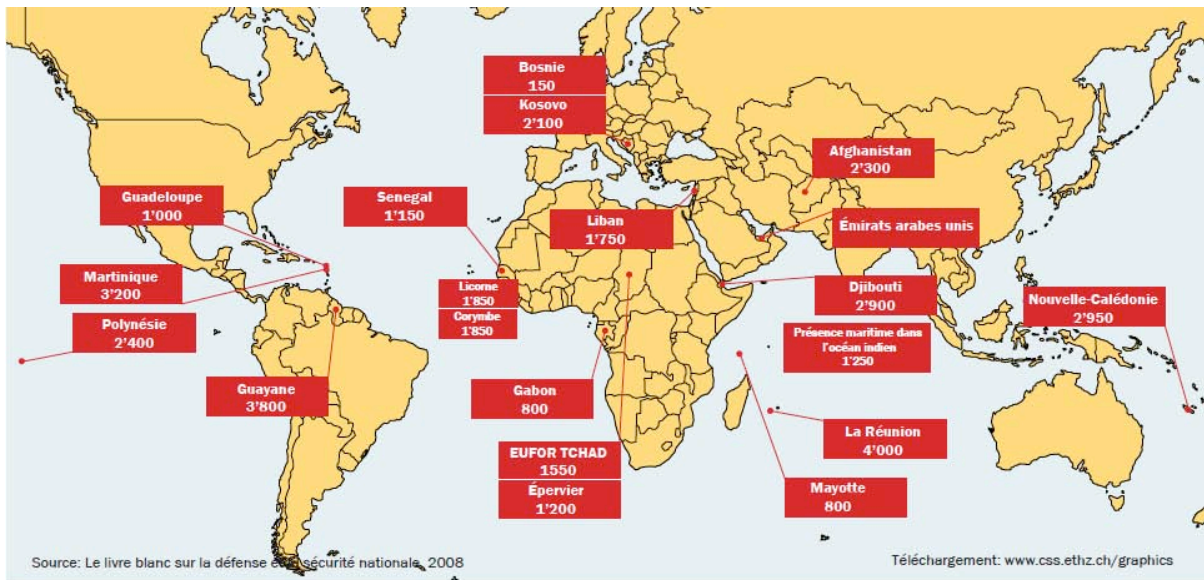 Bosnie
150
Kosovo
2'100
Afghanistan
2'300
Guadeloupe
1'000
Senegal
1'150
Liban
1'750
Émirats arabes unis
Martinique
3'200
Licorne
1'850
Corymbe
1'850
Djibouti
2'900
Nouvelle-Calédonie
2'950
Polynésie
2'400
Présence maritime dans
l'océan indien
1'250
Guayane
3'800
Gabon
800
La Réunion
4'000
EUFOR TCHAD
1550
Épervier
1'200
Mayotte
800
Source: Le livre blanc sur la défense et la sécurité nationale, 2008
Téléchargement: www.css.ethz.ch/graphics